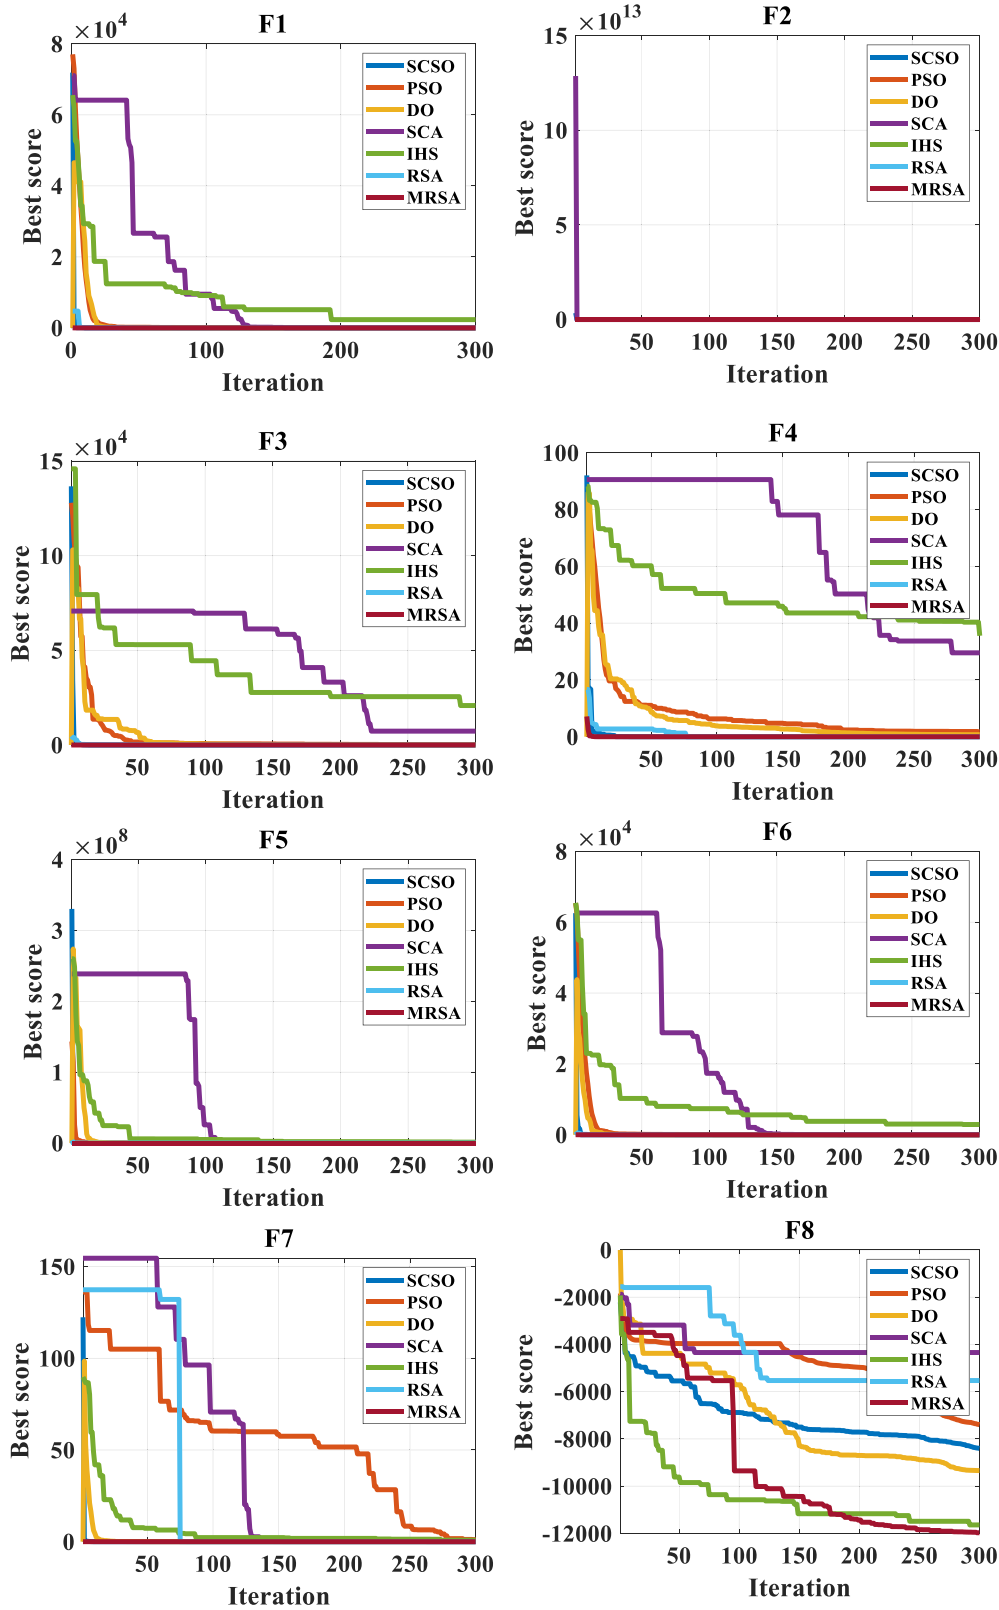 F1
×10^4
8
6
4
2
0
Best score
0 100 200 300
Iteration
SCSO
PSO
DO
SCA
IHS
RSA
MRSA
F2
×10^13
15
10
5
0
Best score
50 100 150 200 250 300
Iteration
SCSO
PSO
DO
SCA
IHS
RSA
MRSA
F3
×10^4
15
10
5
0
Best score
50 100 150 200 250 300
Iteration
SCSO
PSO
DO
SCA
IHS
RSA
MRSA
F4
100
80
60
40
20
0
Best score
50 100 150 200 250 300
Iteration
SCSO
PSO
DO
SCA
IHS
RSA
MRSA
F5
×10^8
4
3
2
1
0
Best score
50 100 150 200 250 300
Iteration
SCSO
PSO
DO
SCA
IHS
RSA
MRSA
F6
×10^4
8
6
4
2
0
Best score
50 100 150 200 250 300
Iteration
SCSO
PSO
DO
SCA
IHS
RSA
MRSA
F7
150
100
50
0
Best score
50 100 150 200 250 300
Iteration
SCSO
PSO
DO
SCA
IHS
RSA
MRSA
F8
0
-2000
-4000
-6000
-8000
-10000
-12000
Best score
50 100 150 200 250 300
Iteration
SCSO
PSO
DO
SCA
IHS
RSA
MRSA